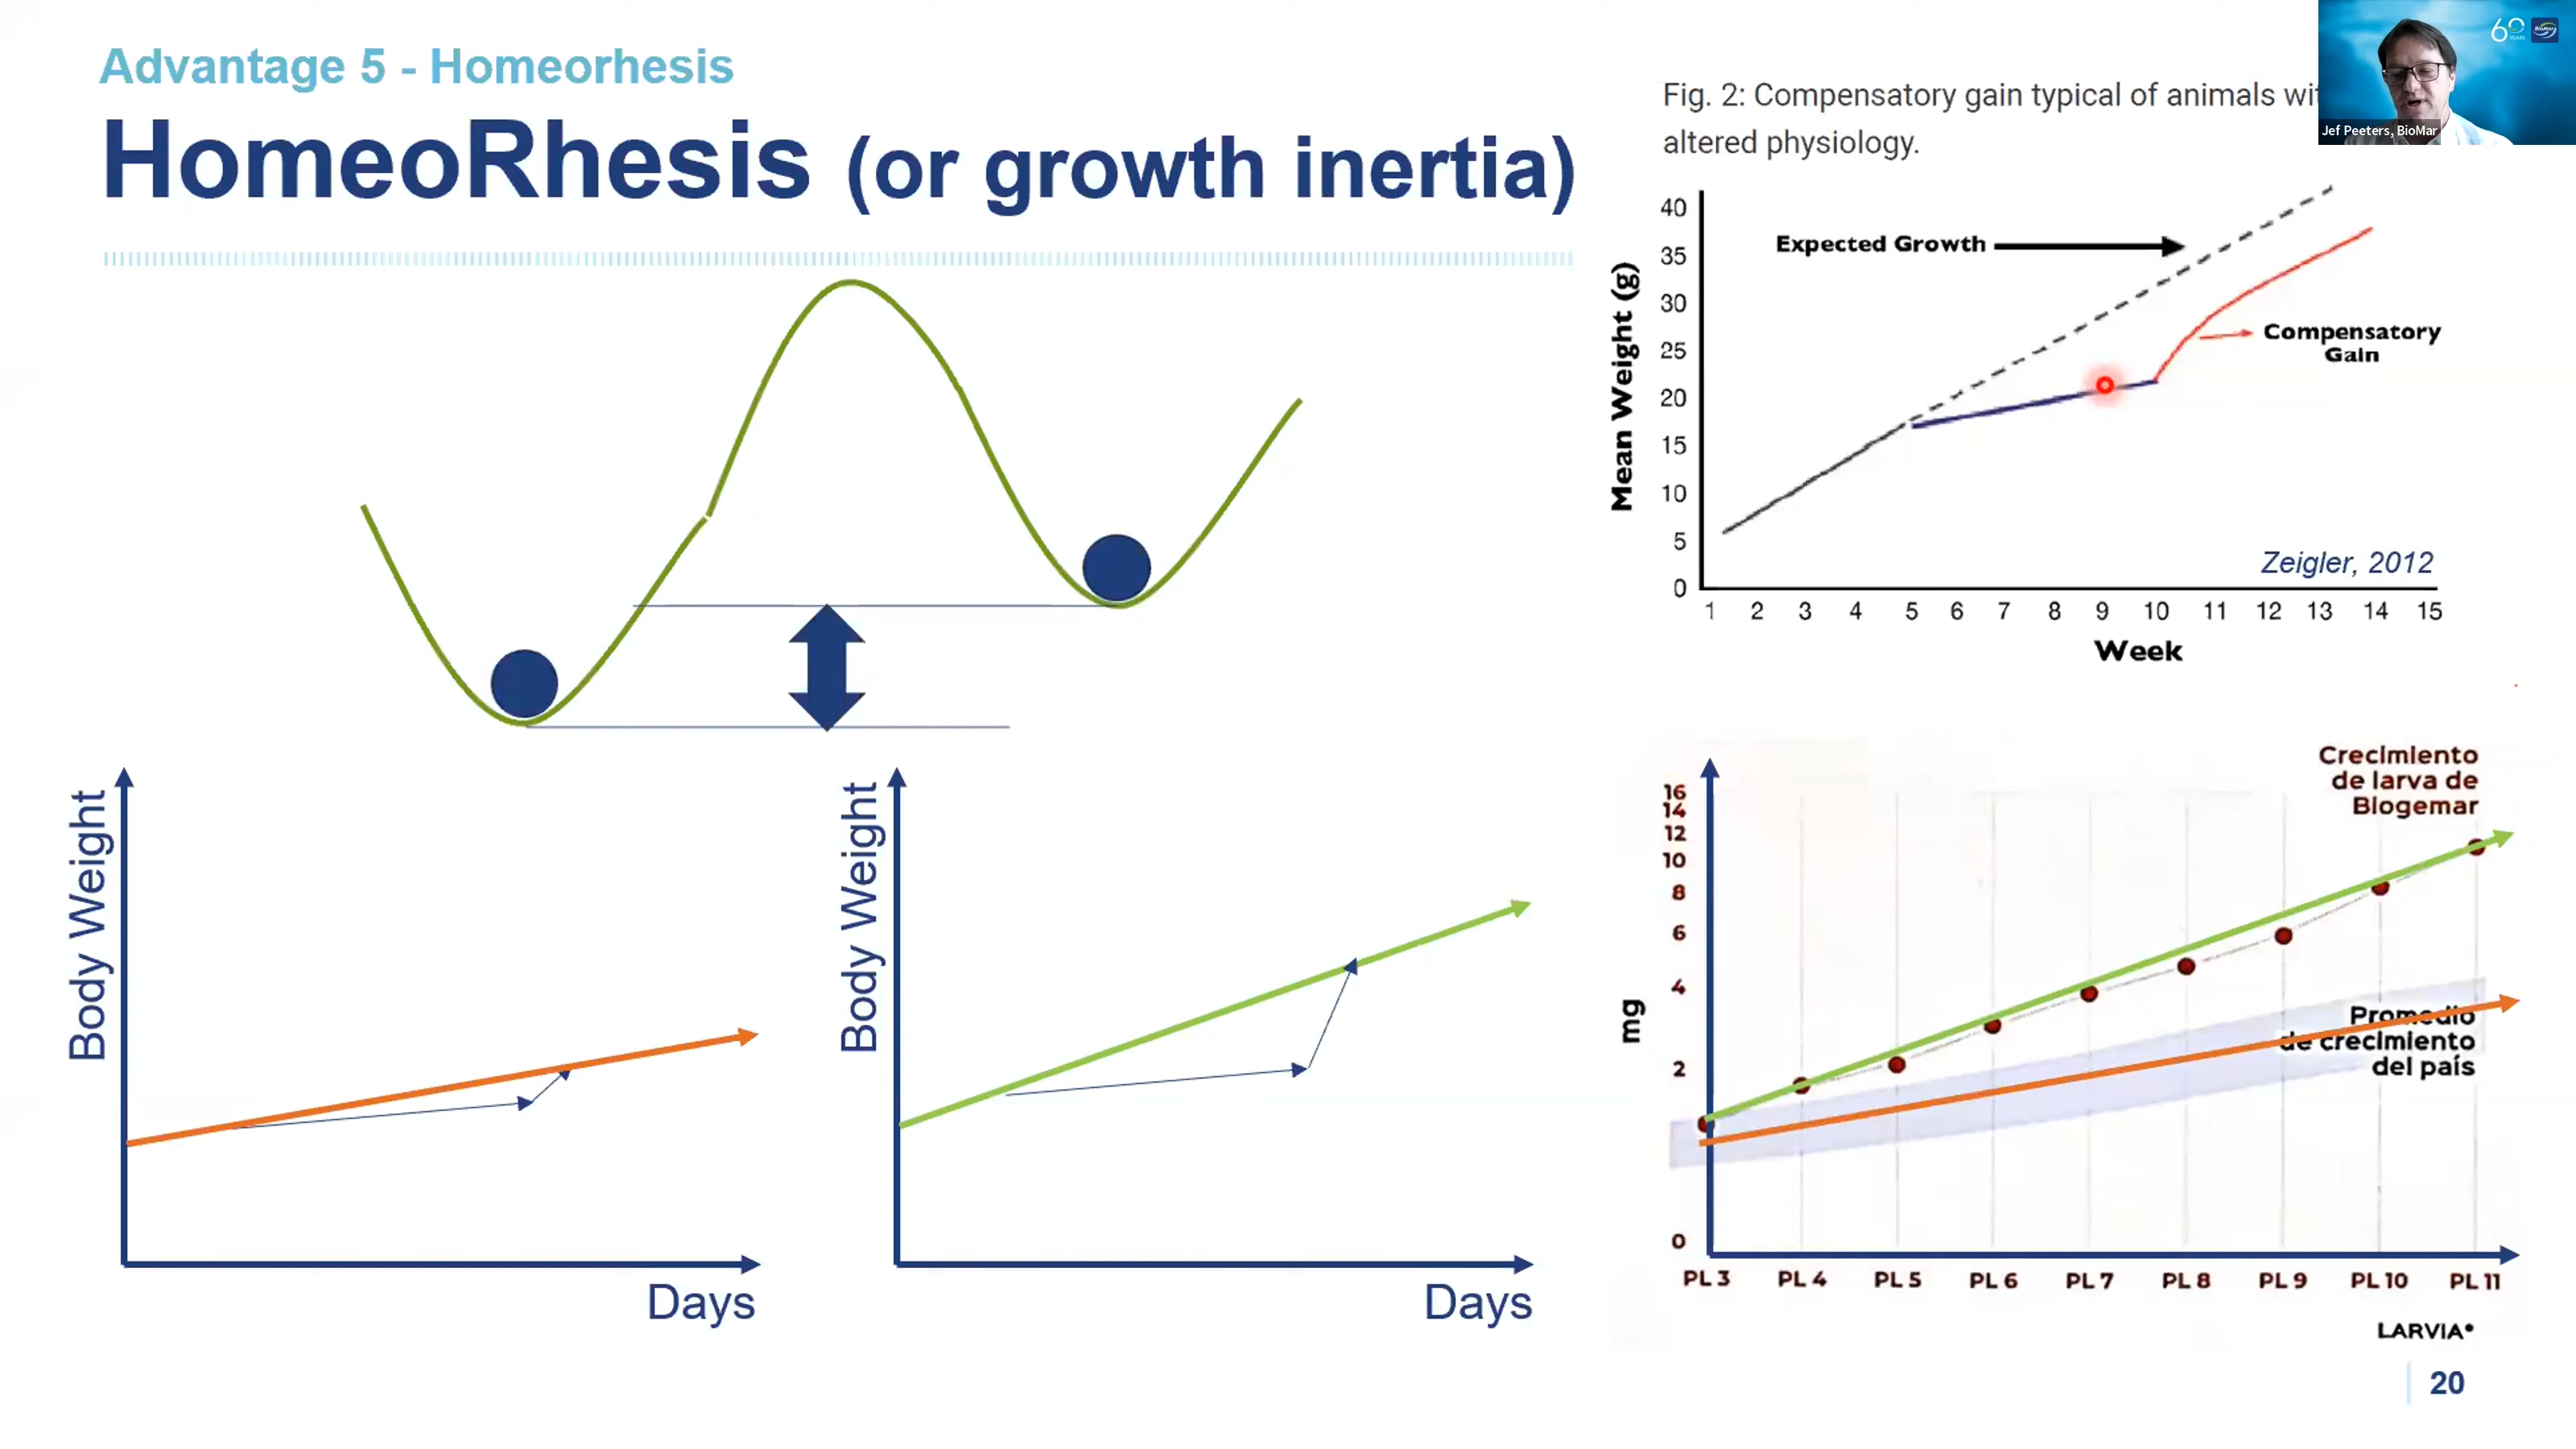 Advantage 5 - Homeorhesis
HomeoRhesis (or growth inertia)
Fig. 2: Compensatory gain typical of animals
altered physiology.
60
YEARS
BioMar
Jef Peeters, BioMar
Mean Weight (g)
40
35
30
25
20
15
10
5
0
Expected Growth
Compensatory
Gain
Zeigler, 2012
1 2 3 4 5 6 7 8 9 10 11 12 13 14 15
Week
Body Weight
Days
Body Weight
Days
Crecimiento
de larva de
Biogemar
mg
16
14
12
10
8
6
4
2
0
Promedio
de crecimiento
del país
PL 3 PL 4 PL 5 PL 6 PL 7 PL 8 PL 9 PL 10 PL 11
LARVIA
20